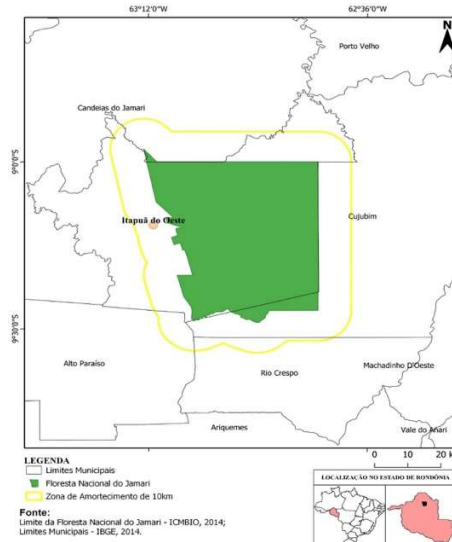 63°12'0"W
62°36'0"W
N
Porto Velho
Candeias do Jamari
9°0'0"S
Itapuã do Oeste
Cujubim
9°30'0"S
Alto Paraíso
Rio Crespo
Machadinho D'Oeste
Ariquemes
Vale do Anari
LEGENDA
Limites Municipais
Floresta Nacional do Jamari
Zona de Amortecimento de 10km
0 10 20
LOCALIZAÇÃO NO ESTADO DE RONDÔNIA
Fonte:
Limite da Floresta Nacional do Jamari - ICMBIO, 2014;
Limites Municipais - IBGE, 2014.